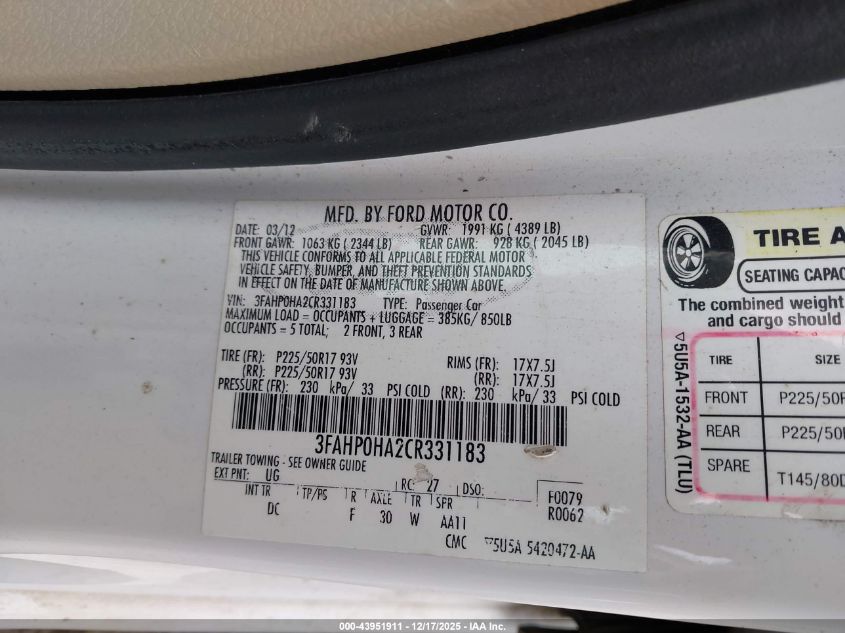 MFD. BY FORD MOTOR CO.
DATE: 03/12 GVWR: 1991 KG ( 4389 LB)
FRONT GAWR: 1063 KG ( 2344 LB) REAR GAWR: 928 KG ( 2045 LB)
THIS VEHICLE CONFORMS TO ALL APPLICABLE FEDERAL MOTOR
VEHICLE SAFETY, BUMPER, AND THEFT PREVENTION STANDARDS
IN EFFECT ON THE DATE OF MANUFACTURE SHOWN ABOVE.
VIN: 3FAHP0HA2CR331183 TYPE: Passenger Car
MAXIMUM LOAD = OCCUPANTS + LUGGAGE = 385KG/ 850LB
OCCUPANTS = 5 TOTAL; 2 FRONT, 3 REAR
TIRE (FR): P225/50R17 93V RIMS (FR): 17X7.5J
(RR): P225/50R17 93V (RR): 17X7.5J
PRESSURE (FR): 230 kPa/ 33 PSI COLD (RR): 230 kPa/ 33 PSI COLD
3FAHP0HA2CR331183
TRAILER TOWING - SEE OWNER GUIDE
EXT PNT: UG RC: 27 DSO: F0079
INT TR TP/PS R AXLE TR SPR R0062
DC F 30 W AA11
CMC ▽5U5A 5420472-AA
TIRE A
SEATING CAPAC
The combined weight
and cargo should
TIRE SIZE
FRONT P225/50R
REAR P225/50
SPARE T145/80D
▽5U5A-1532-AA (TLU)
000-43951911 - 12/17/2025 - IAA Inc.